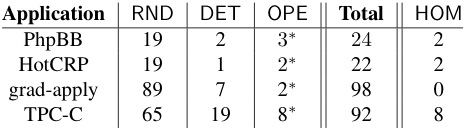 Application RND DET OPE Total HOM
PhpBB 19 2 3* 24 2
HotCRP 19 1 2* 22 2
grad-apply 89 7 2* 98 0
TPC-C 65 19 8* 92 8